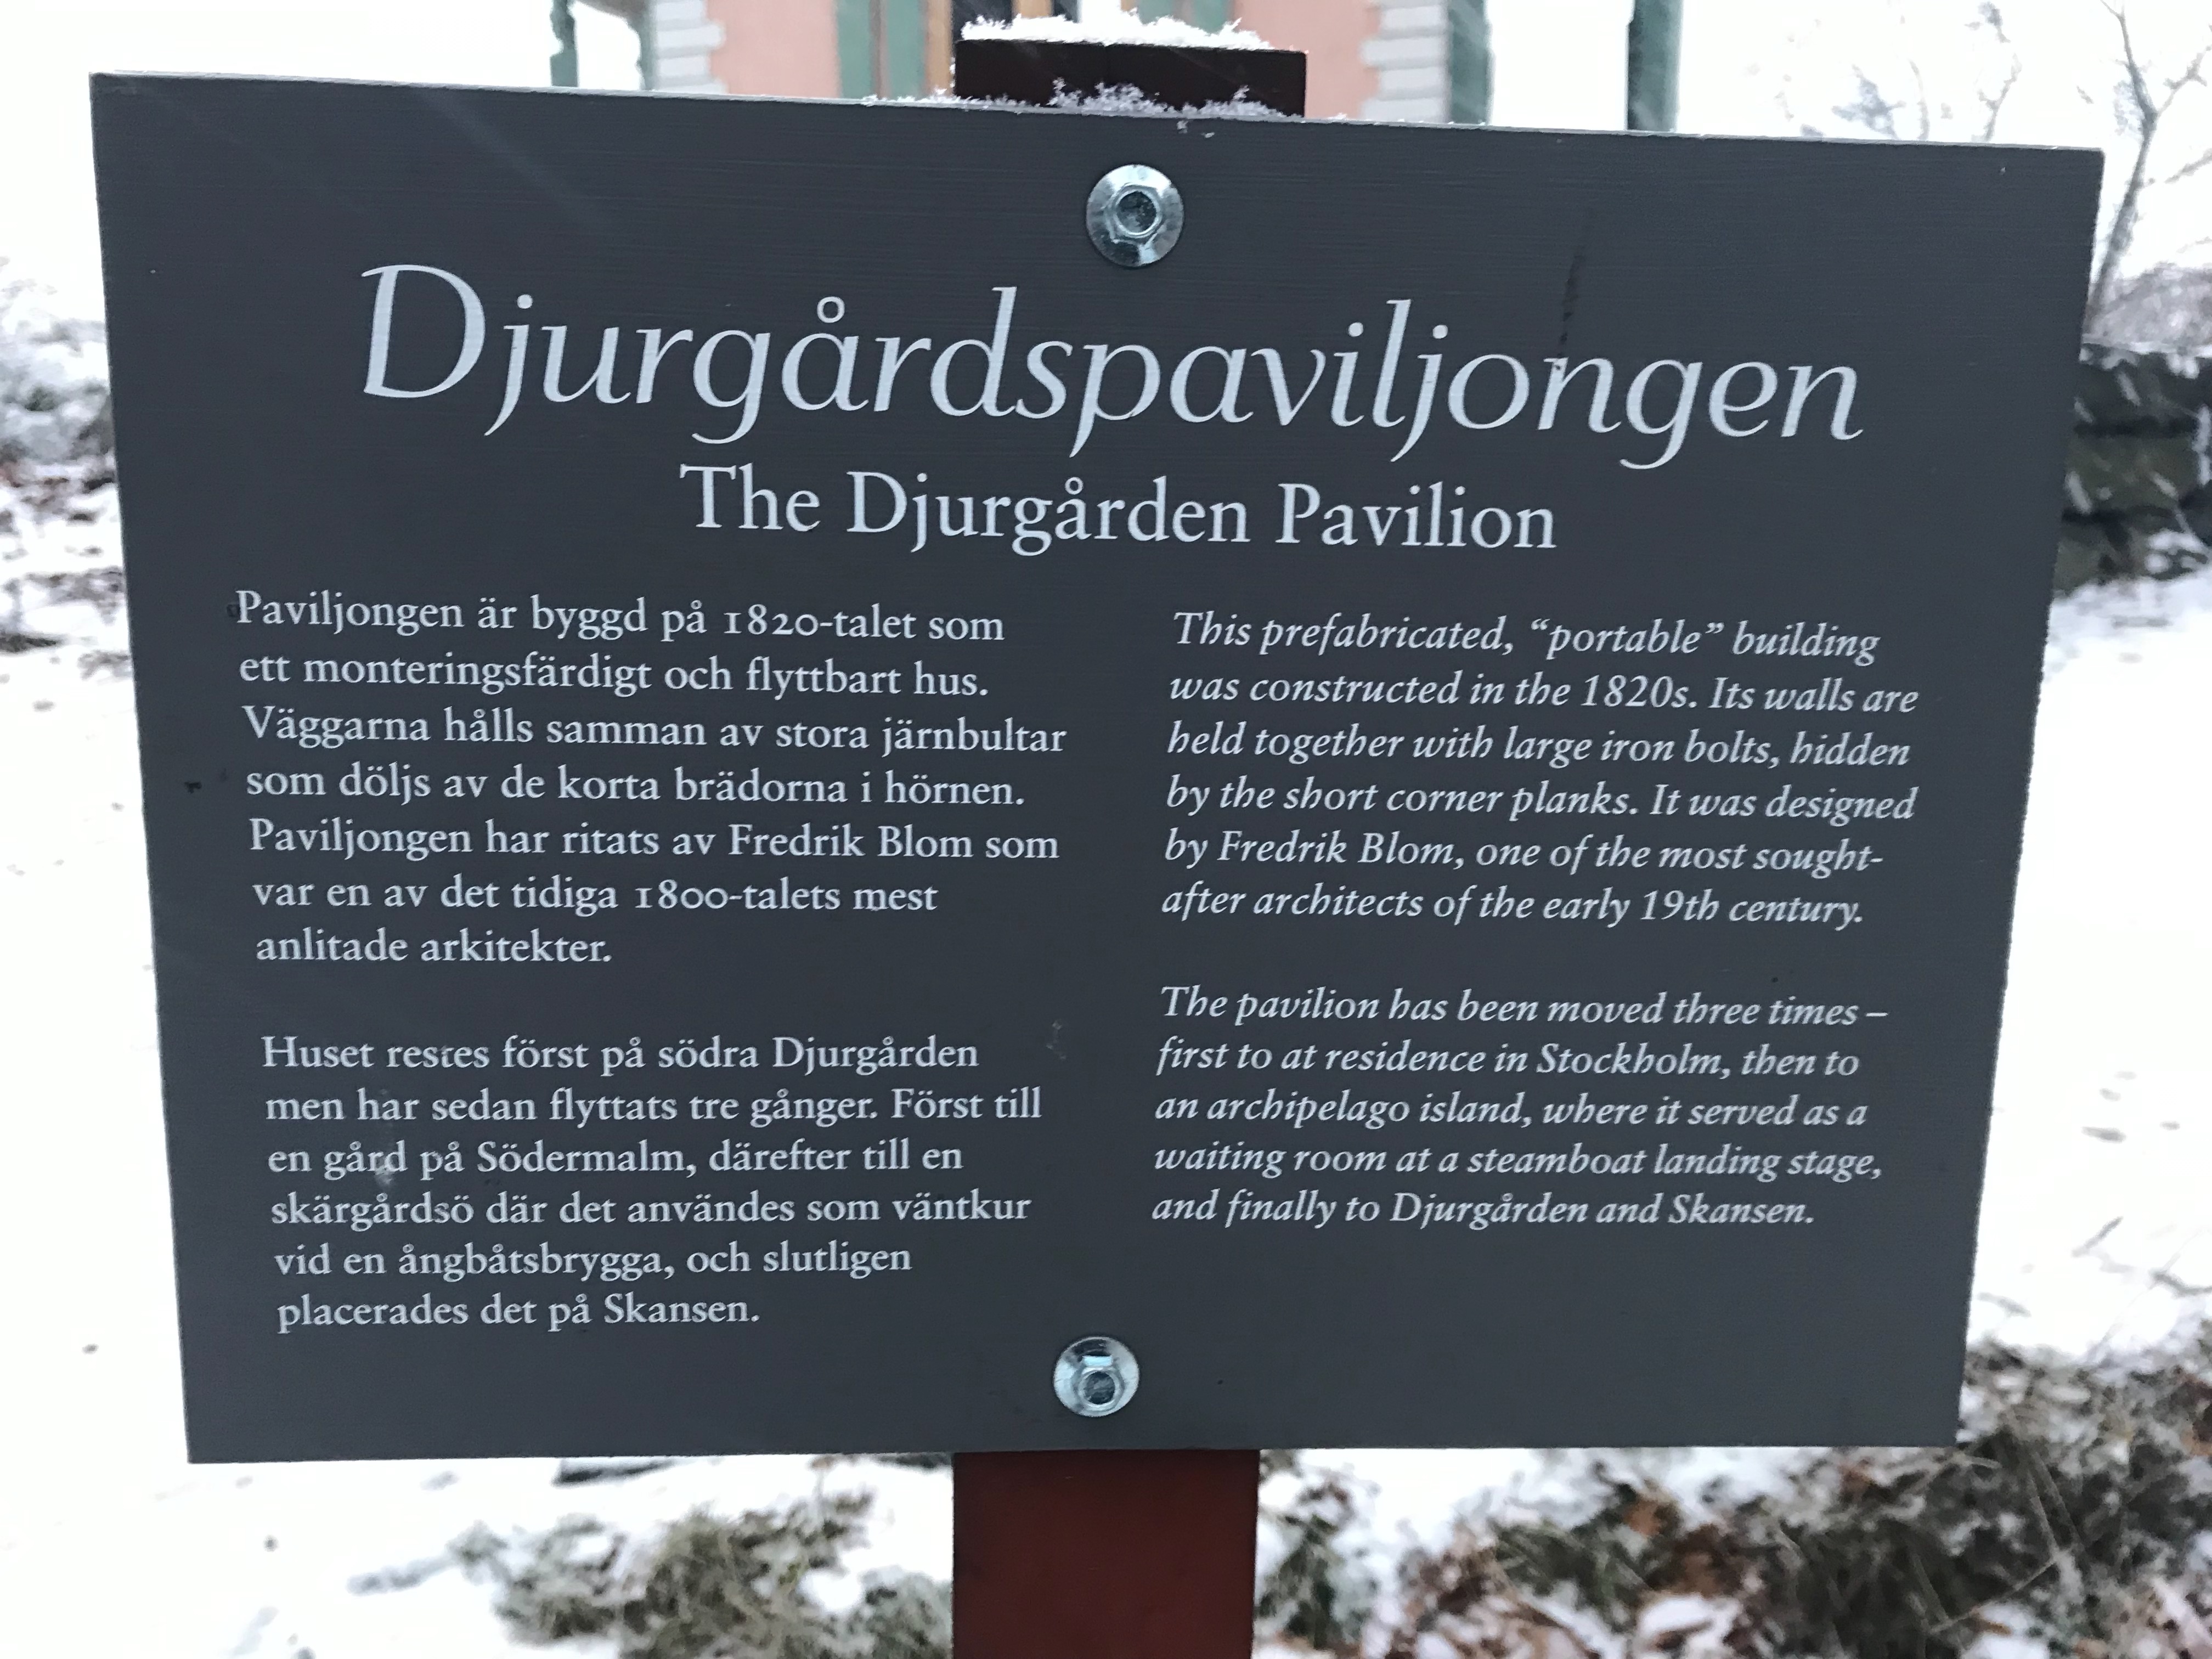 Djurgårdspaviljongen
The Djurgården Pavilion
Paviljongen är byggd på 1820-talet som
ett monteringsfärdigt och flyttbart hus.
Väggarna hålls samman av stora järnbultar
som döljs av de korta brädorna i hörnen.
Paviljongen har ritats av Fredrik Blom som
var en av det tidiga 1800-talets mest
anlitade arkitekter.
Huset restes först på södra Djurgården
men har sedan flyttats tre gånger. Först till
en gård på Södermalm, därefter till en
skärgårdsö där det användes som väntkur
vid en ångbåtsbrygga, och slutligen
placerades det på Skansen.
This prefabricated, “portable” building
was constructed in the 1820s. Its walls are
held together with large iron bolts, hidden
by the short corner planks. It was designed
by Fredrik Blom, one of the most sought-
after architects of the early 19th century.
The pavilion has been moved three times –
first to at residence in Stockholm, then to
an archipelago island, where it served as a
waiting room at a steamboat landing stage,
and finally to Djurgården and Skansen.